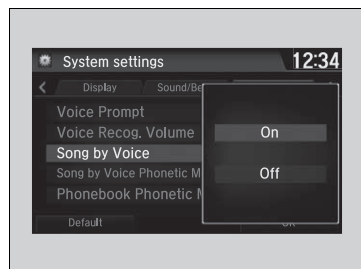 System settings 12:34
Display Sound/Be
Voice Prompt
Voice Recog. Volume
Song by Voice
Song by Voice Phonetic M
Phonebook Phonetic M
On
Off
Default